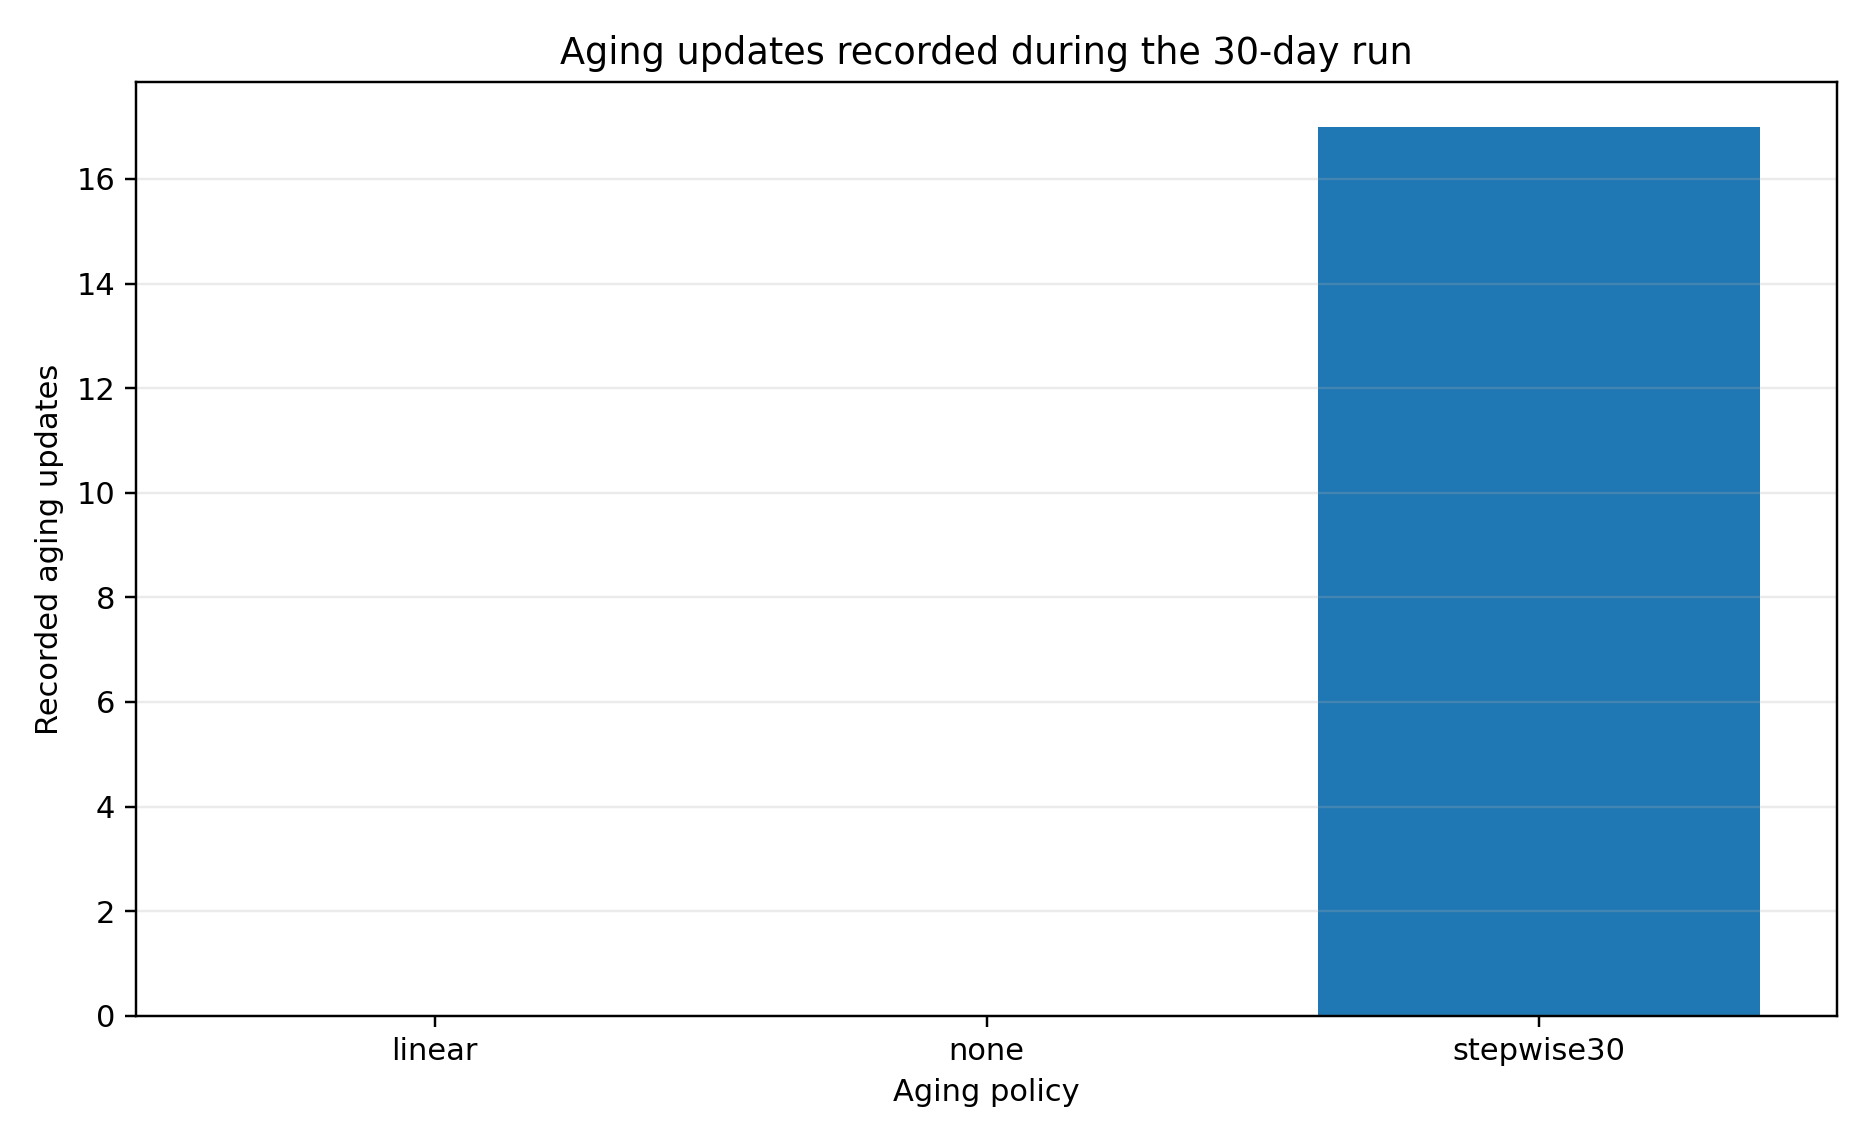 Aging updates recorded during the 30-day run
Recorded aging updates
16
14
12
10
8
6
4
2
0
linear none stepwise30
Aging policy